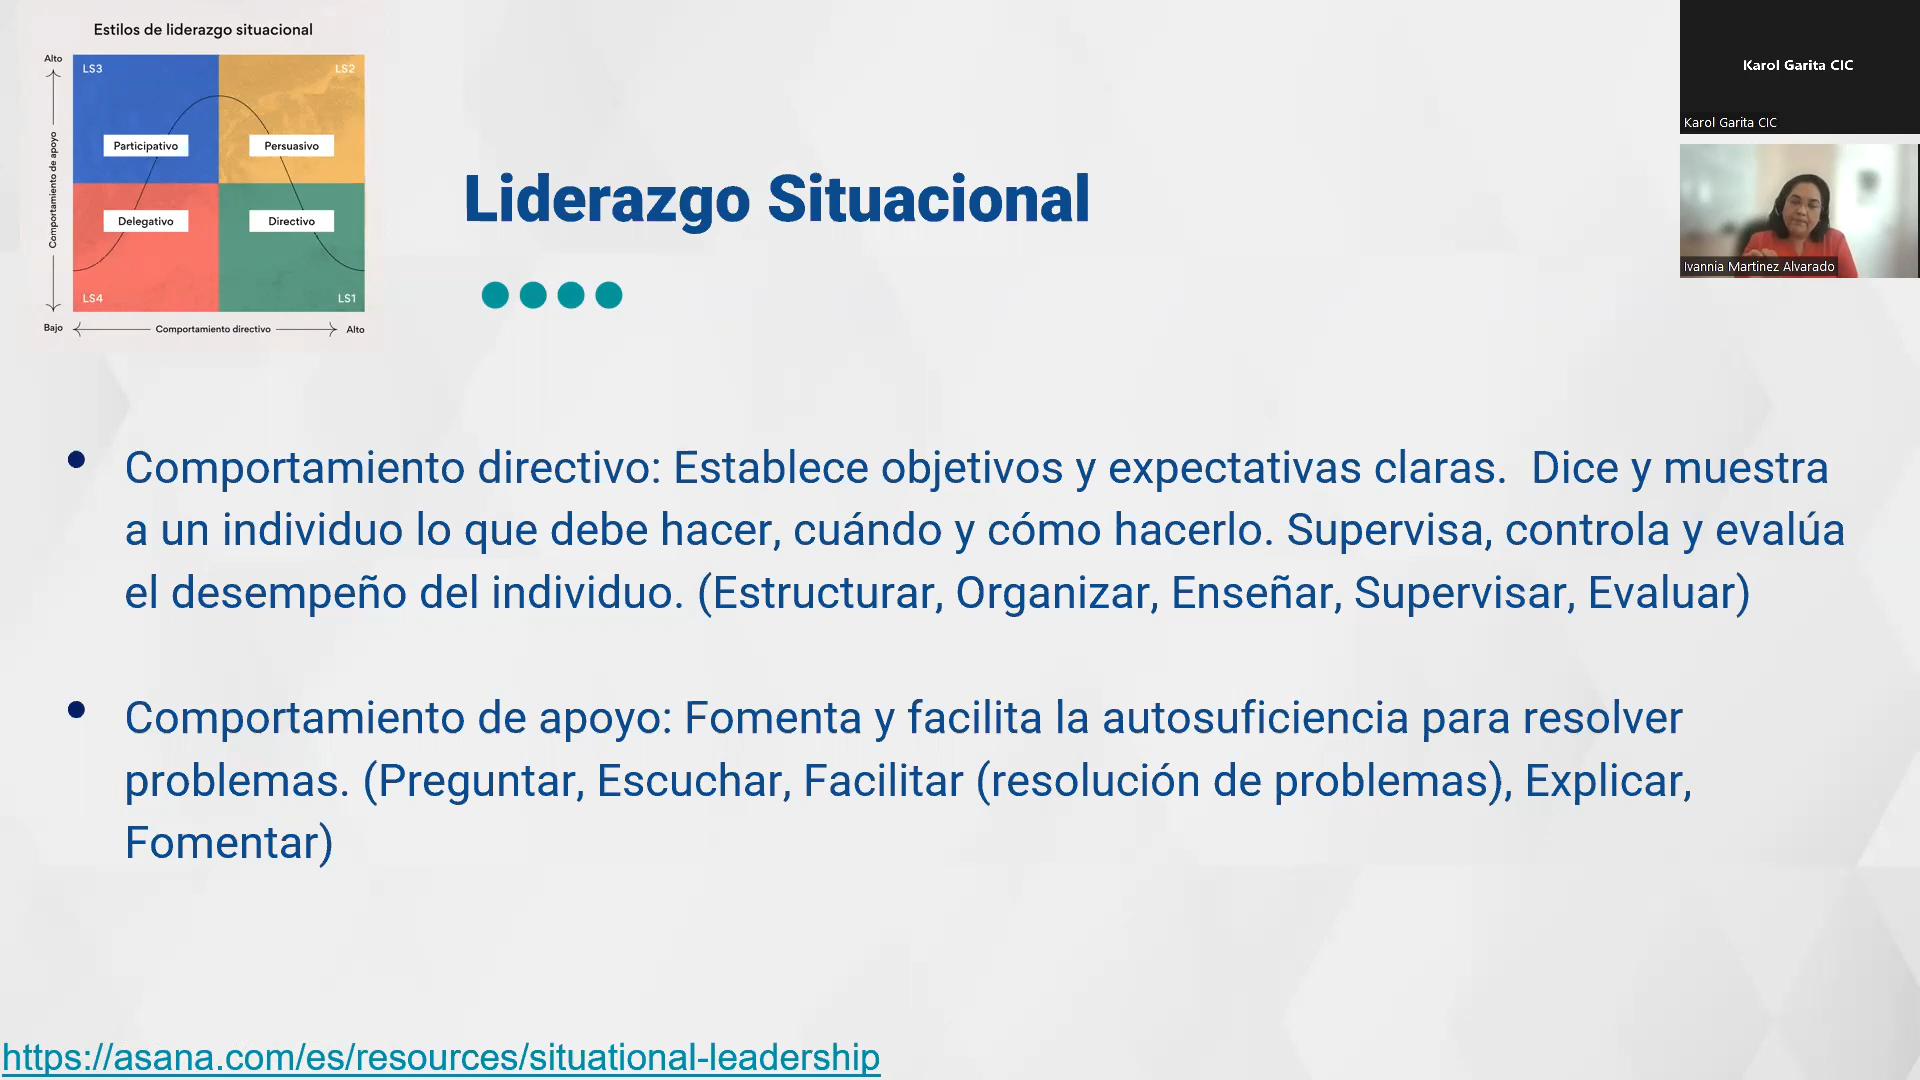 Estilos de liderazgo situacional
Alto
LS3
LS2
Participativo
Persuasivo
Comportamiento de apoyo
Delegativo
Directivo
LS4
LS1
Bajo
Comportamiento directivo
Alto
Liderazgo Situacional
Karol Garita CIC
Karol Garita CIC
Ivannia Martinez Alvarado
• Comportamiento directivo: Establece objetivos y expectativas claras.  Dice y muestra
a un individuo lo que debe hacer, cuándo y cómo hacerlo. Supervisa, controla y evalúa
el desempeño del individuo. (Estructurar, Organizar, Enseñar, Supervisar, Evaluar)
• Comportamiento de apoyo: Fomenta y facilita la autosuficiencia para resolver
problemas. (Preguntar, Escuchar, Facilitar (resolución de problemas), Explicar,
Fomentar)
https://asana.com/es/resources/situational-leadership